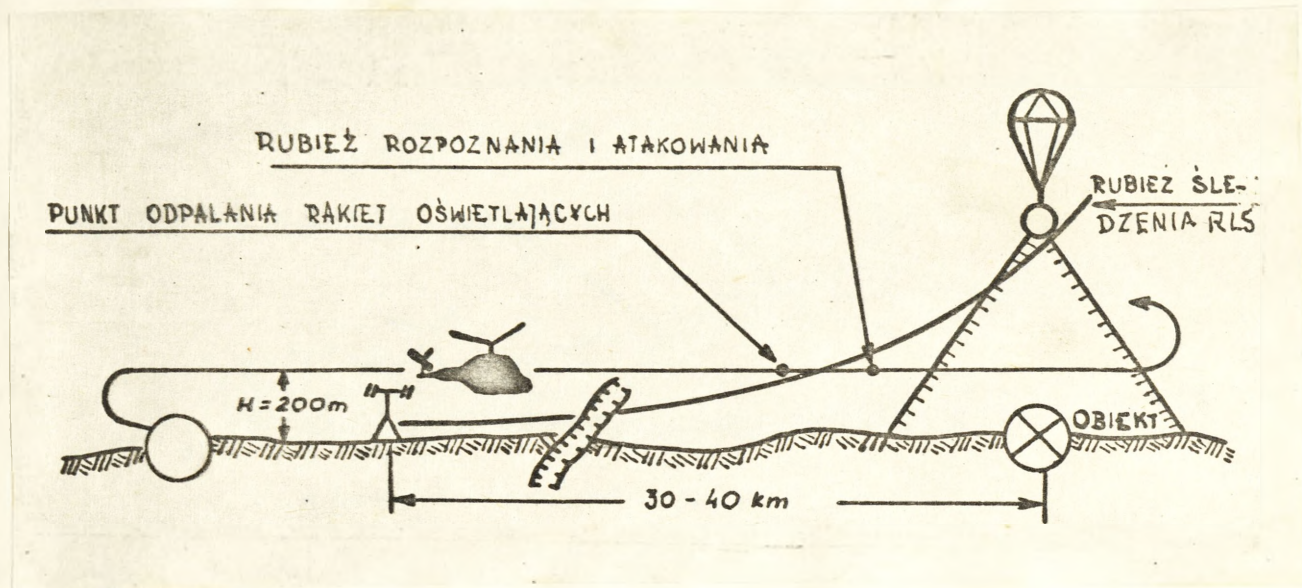 RUBIEŻ ROZPOZNANIA I ATAKOWANIA
PUNKT ODPALANIA RAKIET OŚWIETLAJĄCYCH
RUBIEŻ ŚLE-
DZENIA RLS
H=200m
OBIEKT
30 - 40 km